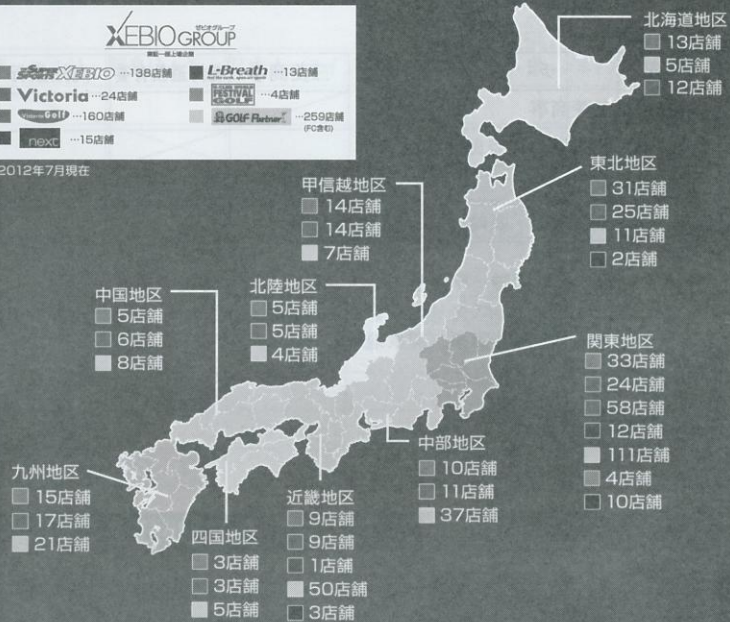 ゼビオグループ
XEBIO GROUP
東証一部上場企業
SUPER SPORTS XEBIO …138店舗
Victoria …24店舗
Victoria Golf …160店舗
next …15店舗
L-Breath …13店舗
FESTIVAL GOLF …4店舗
GOLF Partner …259店舗
(FC含む)
2012年7月現在
北海道地区
13店舗
5店舗
12店舗
東北地区
31店舗
25店舗
11店舗
2店舗
甲信越地区
14店舗
14店舗
7店舗
北陸地区
5店舗
5店舗
4店舗
中国地区
5店舗
6店舗
8店舗
関東地区
33店舗
24店舗
58店舗
12店舗
111店舗
4店舗
10店舗
中部地区
10店舗
11店舗
37店舗
九州地区
15店舗
17店舗
21店舗
四国地区
3店舗
3店舗
5店舗
近畿地区
9店舗
9店舗
1店舗
50店舗
3店舗